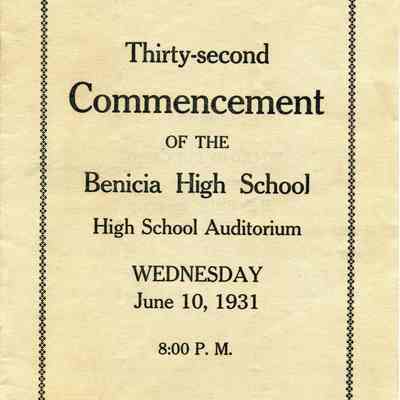 Thirty-second
Commencement
OF THE
Benicia High School
High School Auditorium
WEDNESDAY
June 10, 1931
8:00 P. M.